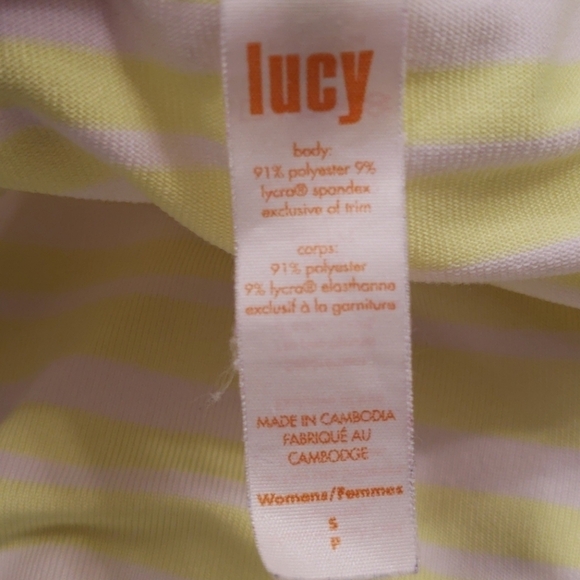 lucy
body:
91% polyester 9%
lycra® spandex
exclusive of trim
corps:
91% polyester
9% lycra® élasthanne
exclusif à la garniture
MADE IN CAMBODIA
FABRIQUÉ AU
CAMBODGE
Womens/Femmes
S
P